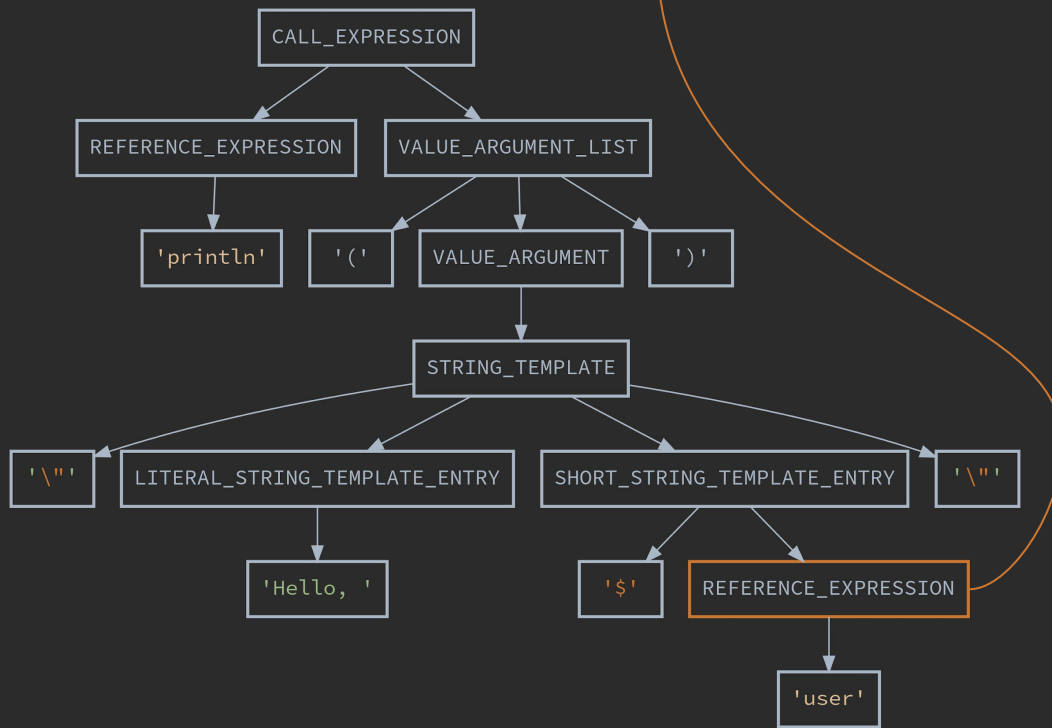 CALL_EXPRESSION
REFERENCE_EXPRESSION
VALUE_ARGUMENT_LIST
'println'
'('
VALUE_ARGUMENT
')'
STRING_TEMPLATE
'\"'
LITERAL_STRING_TEMPLATE_ENTRY
SHORT_STRING_TEMPLATE_ENTRY
'\"'
'Hello, '
'$'
REFERENCE_EXPRESSION
'user'